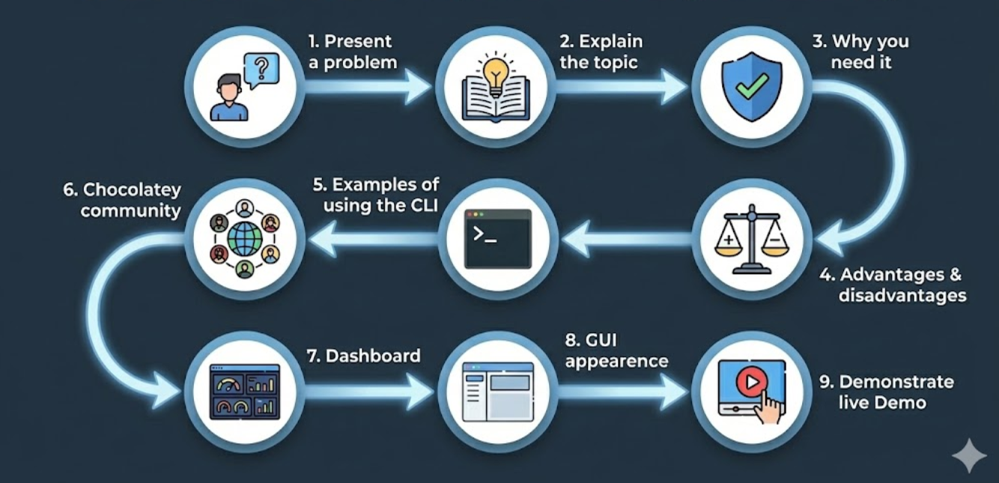 1. Present
a problem
2. Explain
the topic
3. Why you
need it
4. Advantages &
disadvantages
5. Examples of
using the CLI
>_
6. Chocolatey
community
7. Dashboard
8. GUI
appearence
9. Demonstrate
live Demo